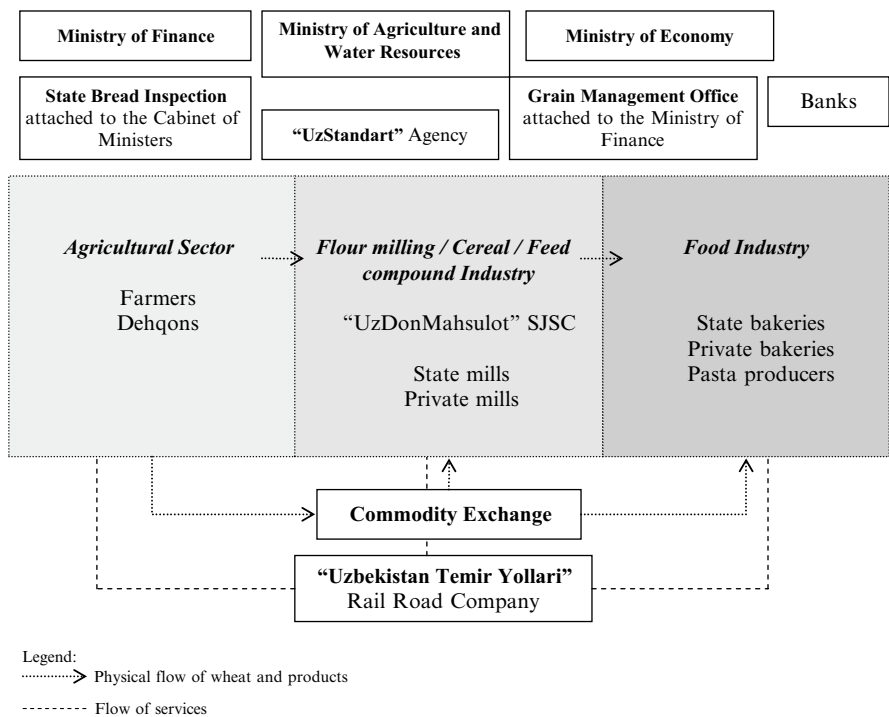 Ministry of Finance
Ministry of Agriculture and
Water Resources
Ministry of Economy
State Bread Inspection
attached to the Cabinet of
Ministers
“UzStandart” Agency
Grain Management Office
attached to the Ministry of
Finance
Banks
Agricultural Sector
Farmers
Dehqons
Flour milling / Cereal / Feed
compound Industry
“UzDonMahsulot” SJSC
State mills
Private mills
Food Industry
State bakeries
Private bakeries
Pasta producers
Commodity Exchange
“Uzbekistan Temir Yollari”
Rail Road Company
Legend:
Physical flow of wheat and products
Flow of services